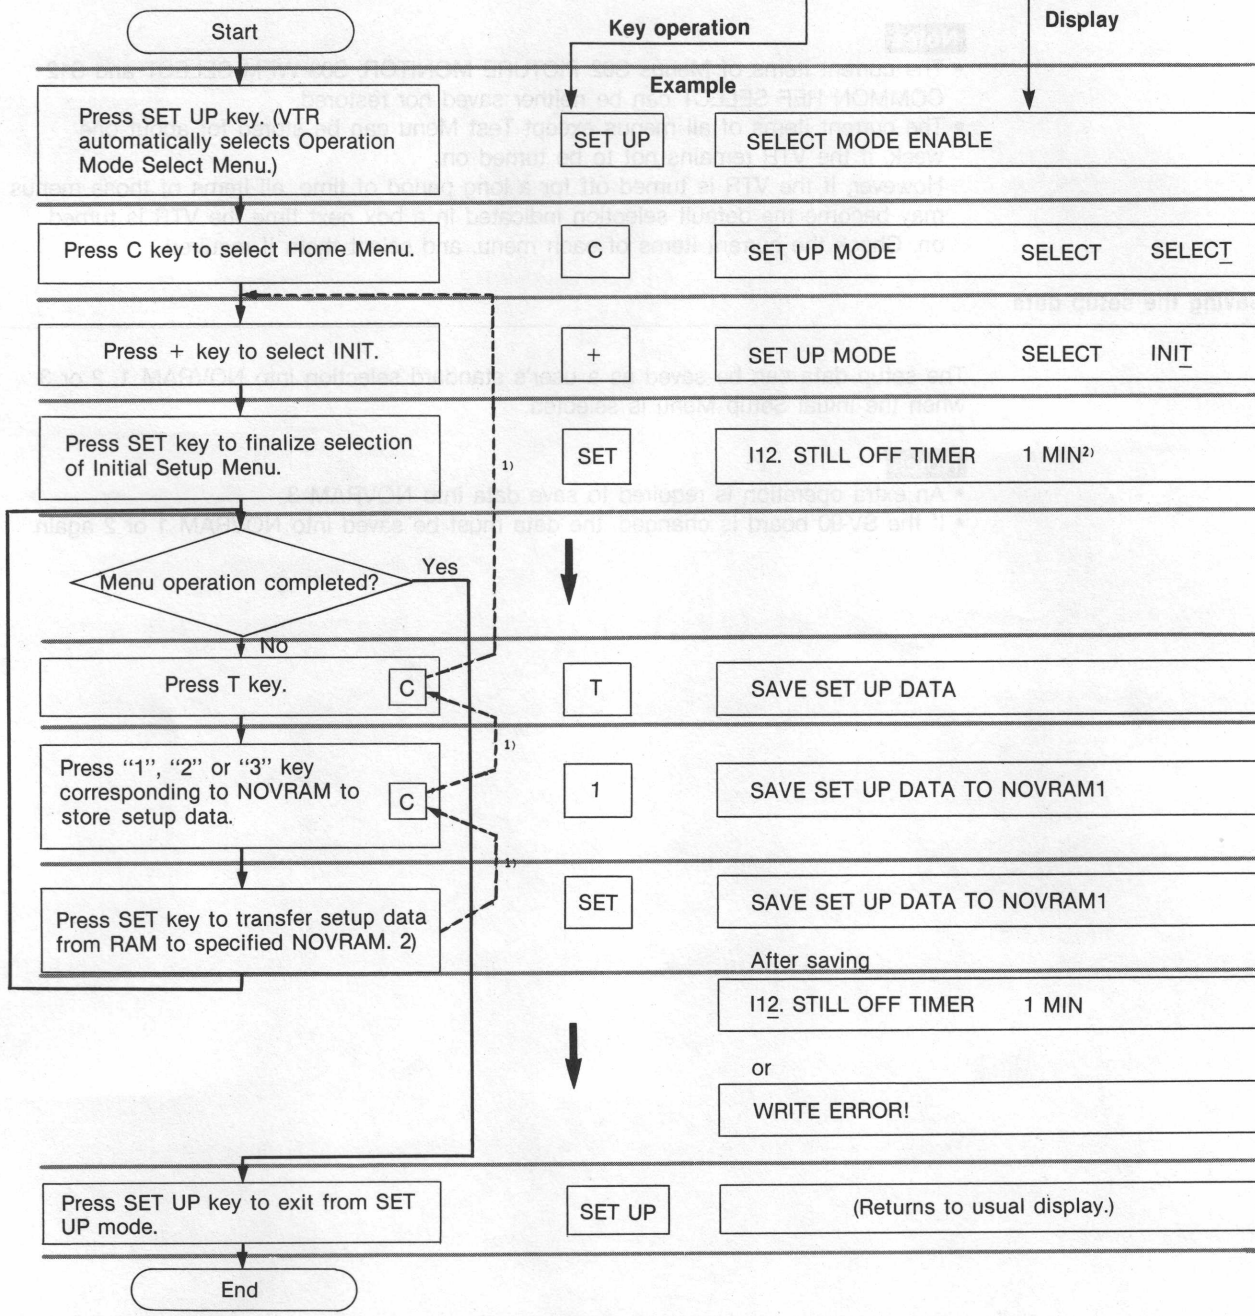 Start
Key operation
Display
Example
Press SET UP key. (VTR
automatically selects Operation
Mode Select Menu.)
SET UP
SELECT MODE ENABLE
Press C key to select Home Menu.
C
SET UP MODE SELECT SELECT
Press + key to select INIT.
+
SET UP MODE SELECT INIT
Press SET key to finalize selection
of Initial Setup Menu.
1)
SET
I12. STILL OFF TIMER 1 MIN2)
Menu operation completed?
Yes
No
Press T key.
C
T
SAVE SET UP DATA
1)
Press “1”, “2” or “3” key
corresponding to NOVRAM to
store setup data.
C
1
SAVE SET UP DATA TO NOVRAM1
1)
Press SET key to transfer setup data
from RAM to specified NOVRAM. 2)
SET
SAVE SET UP DATA TO NOVRAM1
After saving
I12. STILL OFF TIMER 1 MIN
or
WRITE ERROR!
Press SET UP key to exit from SET
UP mode.
SET UP
(Returns to usual display.)
End